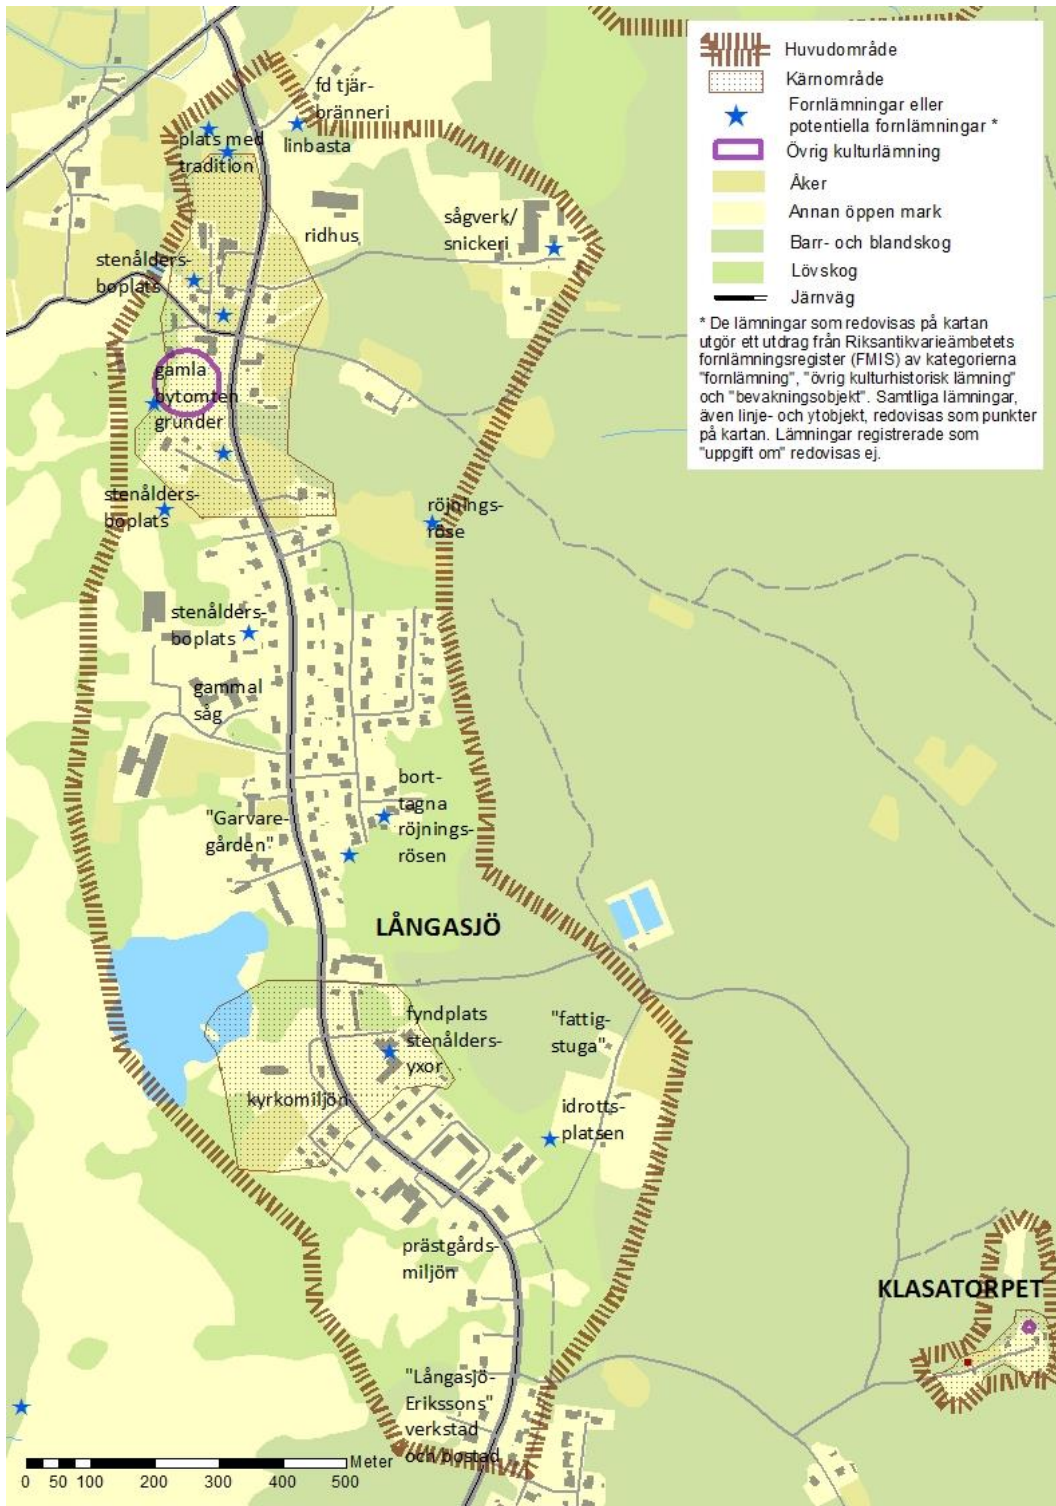 Huvudområde
Kärnområde
Fornlämningar eller
potentiella fornlämningar *
Övrig kulturlämning
Åker
Annan öppen mark
Barr- och blandskog
Lövskog
Järnväg
* De lämningar som redovisas på kartan
utgör ett utdrag från Riksantikvarieämbetets
fornlämningsregister (FMIS) av kategorierna
"fornlämning", "övrig kulturhistorisk lämning"
och "bevakningsobjekt". Samtliga lämningar,
även linje- och ytobjekt, redovisas som punkter
på kartan. Lämningar registrerade som
"uppgift om" redovisas ej.
fd tjär-
bränneri
linbasta
plats med
tradition
ridhus
sågverk/
snickeri
stenålders-
boplats
gamla
bytomten
grunder
stenålders-
boplats
röjnings-
röse
stenålders-
boplats
gammal
såg
bort-
tagna
röjnings-
rösen
"Garvare-
gården"
LÅNGASJÖ
fyndplats
stenålders-
yxor
"fattig-
stuga"
kyrkomiljön
idrotts-
platsen
prästgårds-
miljön
KLASATORPET
"Långasjö-
Erikssons"
verkstad
och bostad
Meter
0 50 100 200 300 400 500